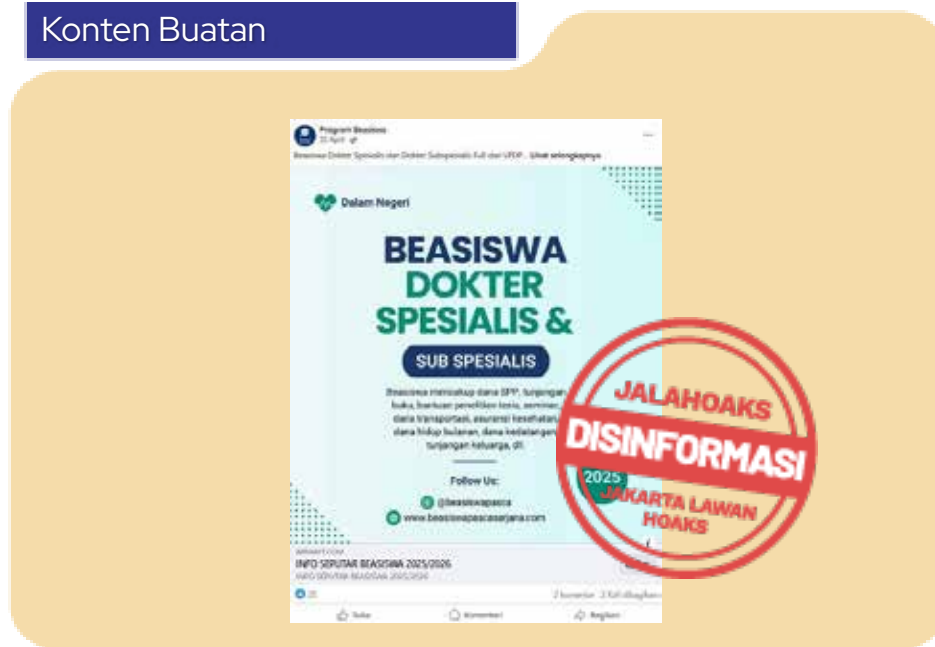 Konten Buatan
Program Beasiswa
Beasiswa Dokter Spesialis dan Dokter Subspesialis Full dari LPDP... Lihat selengkapnya
Dalam Negeri
BEASISWA
DOKTER
SPESIALIS &
SUB SPESIALIS
Beasiswa mencakup dana SPP, tunjangan
buku, bantuan penelitian tesis, seminar,
dana transportasi, asuransi kesehatan,
dana hidup bulanan, dana kedatangan,
tunjangan keluarga, dll.
Follow Us:
@beasiswapasca
www.beasiswapascasarjana.com
2025
JALAHOAKS
DISINFORMASI
JAKARTA LAWAN
HOAKS
INFO SEPUTAR BEASISWA 2025/2026
INFO SEPUTAR BEASISWA 2025/2026
2 komentar 2 kali dibagikan
Suka Komentari Bagikan